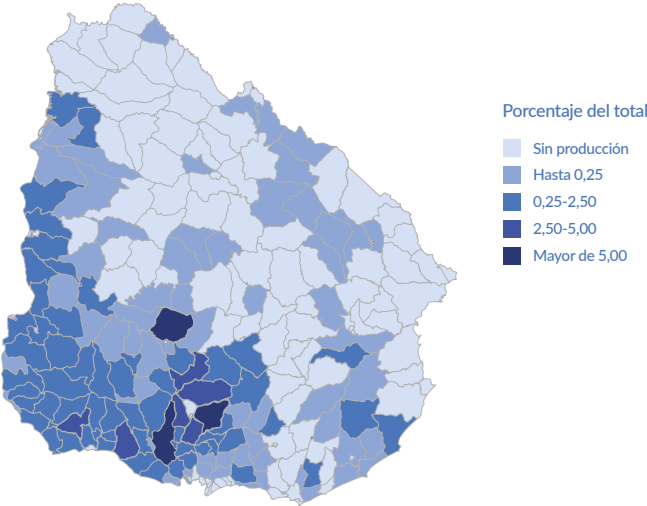 Porcentaje del total
Sin producción
Hasta 0,25
0,25-2,50
2,50-5,00
Mayor de 5,00